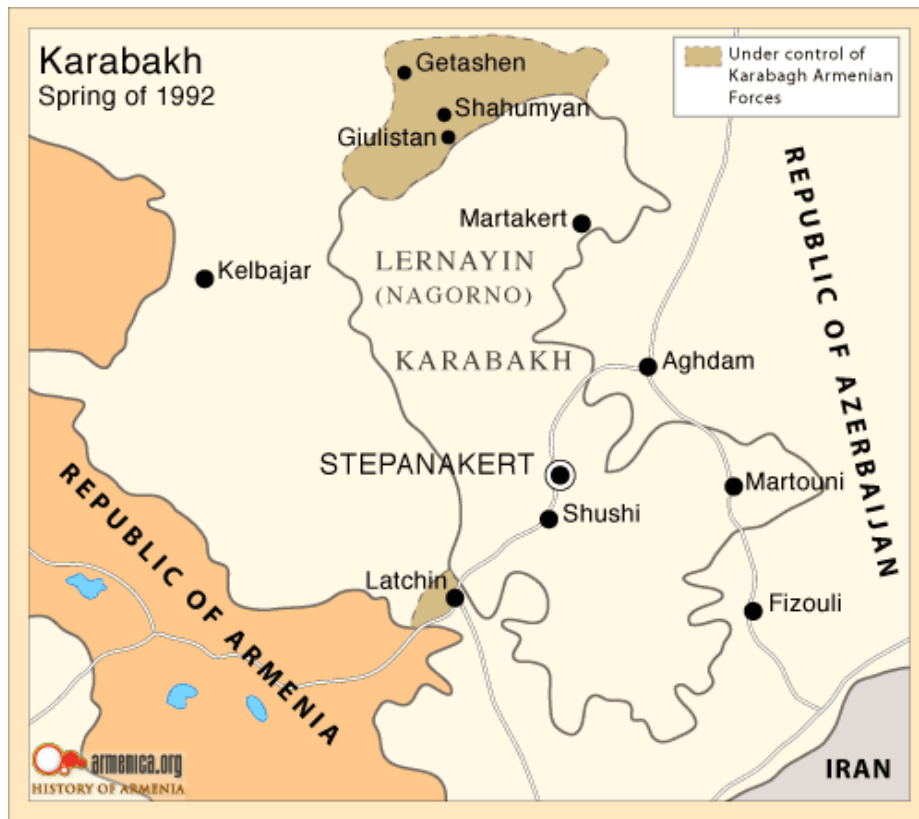 Karabakh
Spring of 1992
Under control of
Karabagh Armenian
Forces
Getashen
Shahumyan
Giulistan
Martakert
LERNAYIN
(NAGORNO)
KARABAKH
Kelbajar
Aghdam
REPUBLIC OF AZERBAIJAN
STEPANAKERT
Martouni
Shushi
Latchin
Fizouli
REPUBLIC OF ARMENIA
IRAN
armenica.org
HISTORY OF ARMENIA